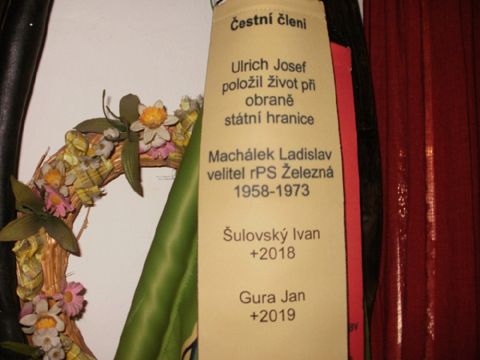 Čestní členi
Ulrich Josef
položil život při
obraně
státní hranice
Machálek Ladislav
velitel rPS Železná
1958-1973
Šulovský Ivan
+2018
Gura Jan
+2019